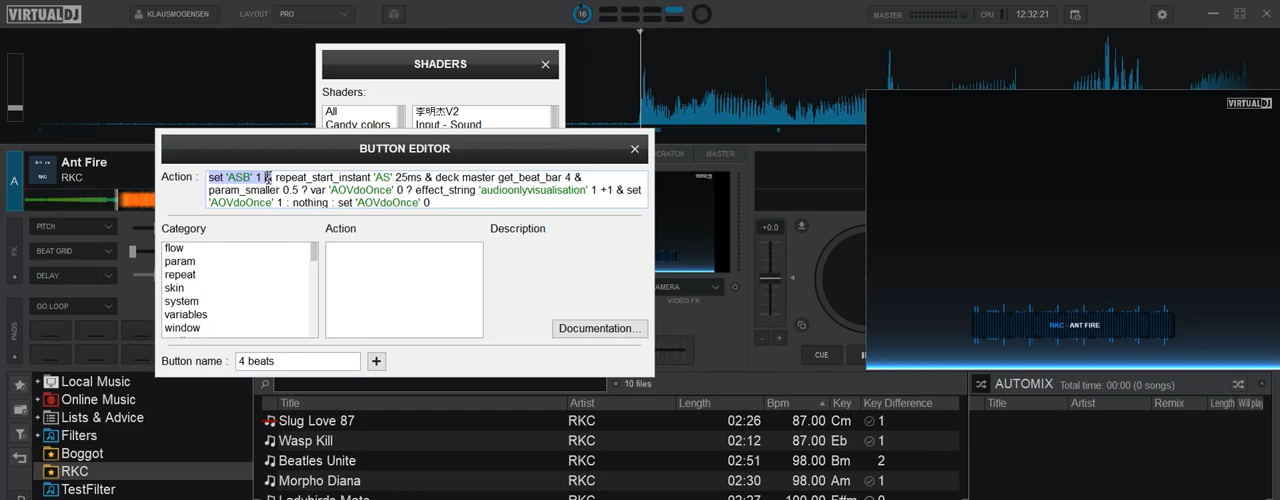 VIRTUALDJ
KLAUSMOGENSEN
LAYOUT
PRO
16
MASTER
CPU
12:32:21
SHADERS
Shaders:
All
Candy colors
李明杰V2
Input - Sound
VIRTUALDJ
SCRATCH
MASTER
BUTTON EDITOR
A
Ant Fire
RKC
Action :
set 'ASB' 1 & repeat_start_instant 'AS' 25ms & deck master get_beat_bar 4 &
param_smaller 0.5 ? var 'AOVdoOnce' 0 ? effect_string 'audioonlyvisualisation' 1 +1 & set
'AOVdoOnce' 1 : nothing : set 'AOVdoOnce' 0
FX
PITCH
BEAT GRID
DELAY
PADS
GO LOOP
Category
Action
Description
flow
param
repeat
skin
system
variables
window
Documentation...
Button name :
4 beats
+
+0.0
CAMERA
VIDEO FX
- +
CUE
RKC - ANT FIRE
Local Music
Online Music
Lists & Advice
Filters
Boggot
RKC
TestFilter
10 files
Title Artist Length Bpm Key Key Difference
Slug Love 87 RKC 02:26 87.00 Cm 1
Wasp Kill RKC 02:12 87.00 Eb 1
Beatles Unite RKC 02:51 98.00 Bm 2
Morpho Diana RKC 02:30 98.00 Am 1
AUTOMIX Total time: 00:00 (0 songs)
Title Artist Remix Length Will play